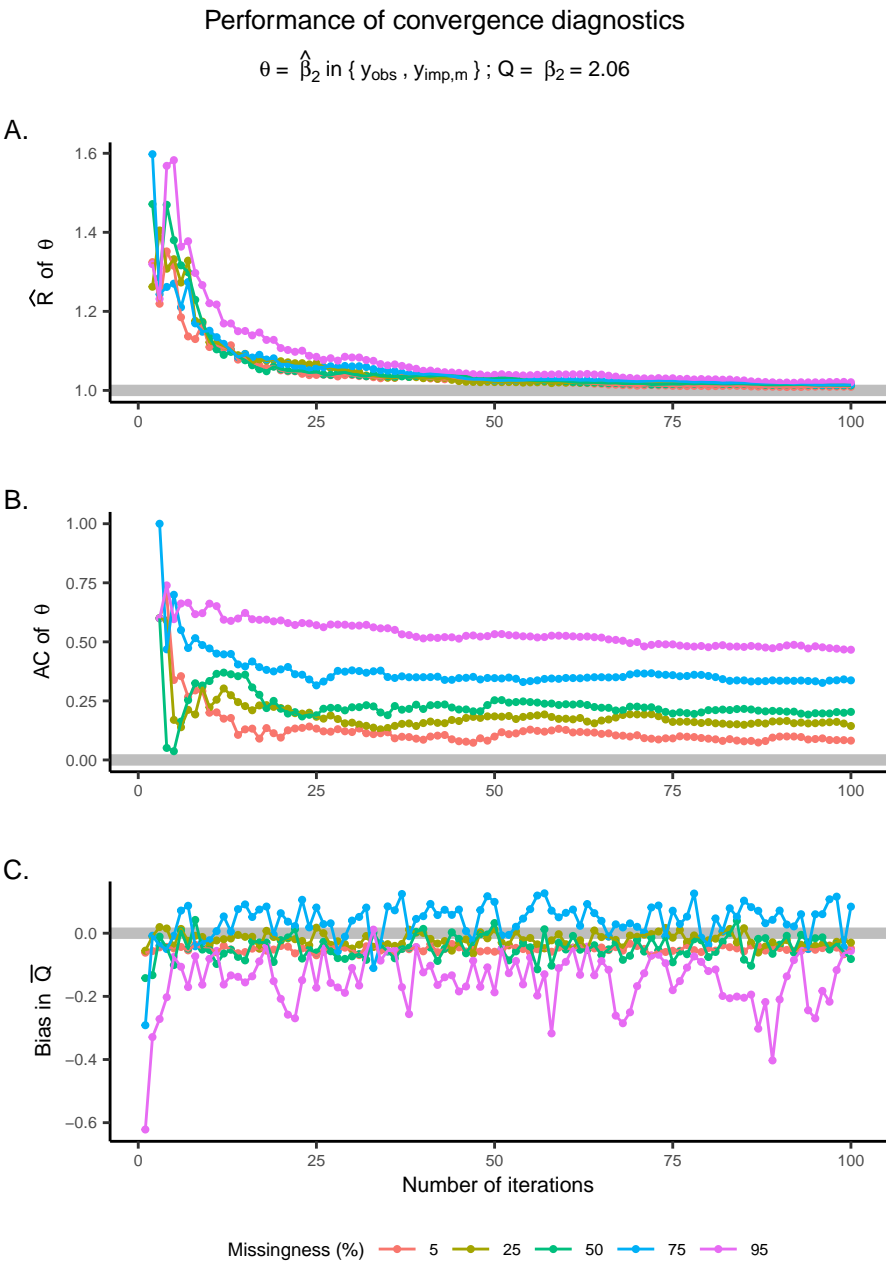 Performance of convergence diagnostics
θ = β̂₂ in { y_obs , y_imp,m } ; Q = β₂ = 2.06
A.
1.6
1.4
1.2
1.0
R̂ of θ
0 25 50 75 100
B.
1.00
0.75
0.50
0.25
0.00
AC of θ
0 25 50 75 100
C.
0.0
−0.2
−0.4
−0.6
Bias in Q̅
0 25 50 75 100
Number of iterations
Missingness (%) 5 25 50 75 95